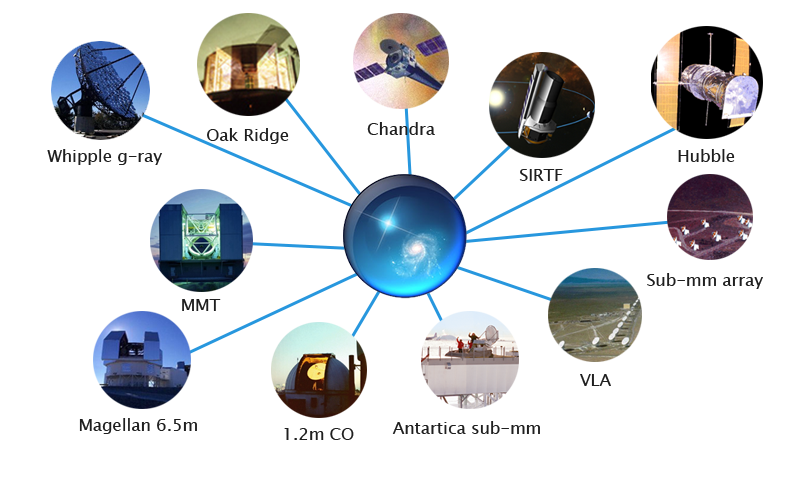 Oak Ridge
Chandra
Whipple g-ray
Hubble
SIRTF
Sub-mm array
MMT
VLA
Magellan 6.5m
Antartica sub-mm
1.2m CO